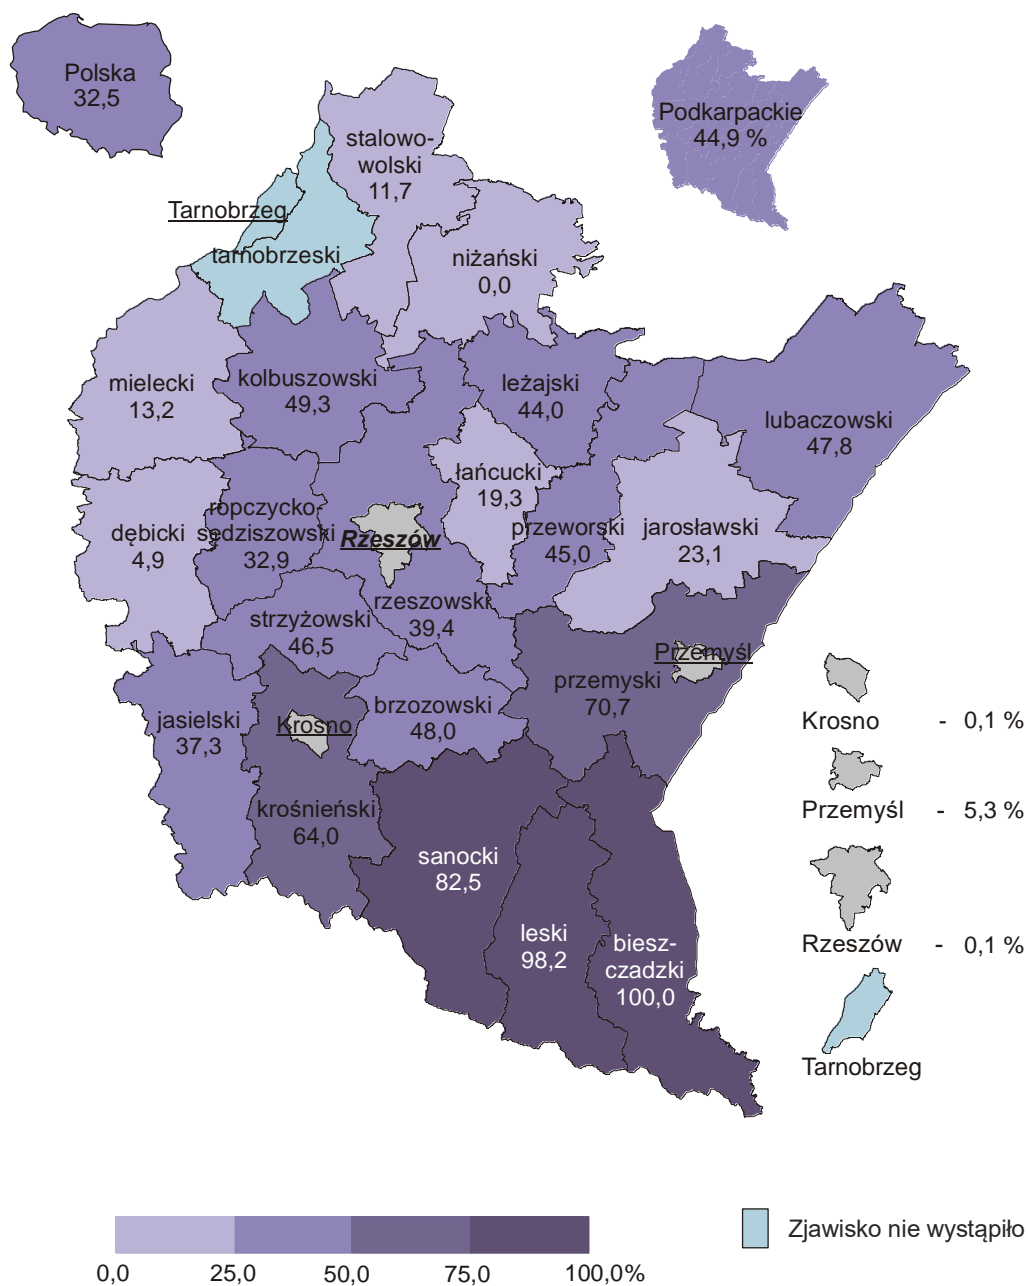 Polska
32,5
Podkarpackie
44,9 %
stalowo-
wolski
11,7
Tarnobrzeg
tarnobrzeski
niżański
0,0
mielecki
13,2
kolbuszowski
49,3
leżajski
44,0
lubaczowski
47,8
łańcucki
19,3
ropczycko-
sędziszowski
32,9
dębicki
4,9
Rzeszów
przeworski
45,0
jarosławski
23,1
rzeszowski
39,4
strzyżowski
46,5
Przemyśl
przemyski
70,7
jasielski
37,3
Krosno
brzozowski
48,0
krośnieński
64,0
sanocki
82,5
leski
98,2
biesz-
czadzki
100,0
Krosno - 0,1 %
Przemyśl - 5,3 %
Rzeszów - 0,1 %
Tarnobrzeg
0,0 25,0 50,0 75,0 100,0%
Zjawisko nie wystąpiło